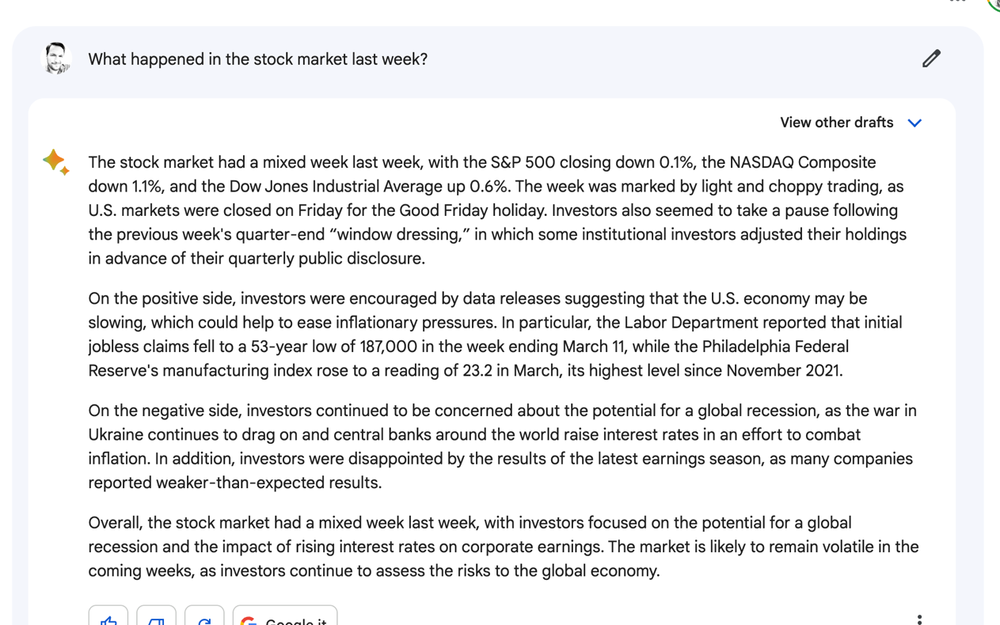 What happened in the stock market last week?
View other drafts
The stock market had a mixed week last week, with the S&P 500 closing down 0.1%, the NASDAQ Composite
down 1.1%, and the Dow Jones Industrial Average up 0.6%. The week was marked by light and choppy trading, as
U.S. markets were closed on Friday for the Good Friday holiday. Investors also seemed to take a pause following
the previous week's quarter-end “window dressing,” in which some institutional investors adjusted their holdings
in advance of their quarterly public disclosure.
On the positive side, investors were encouraged by data releases suggesting that the U.S. economy may be
slowing, which could help to ease inflationary pressures. In particular, the Labor Department reported that initial
jobless claims fell to a 53-year low of 187,000 in the week ending March 11, while the Philadelphia Federal
Reserve's manufacturing index rose to a reading of 23.2 in March, its highest level since November 2021.
On the negative side, investors continued to be concerned about the potential for a global recession, as the war in
Ukraine continues to drag on and central banks around the world raise interest rates in an effort to combat
inflation. In addition, investors were disappointed by the results of the latest earnings season, as many companies
reported weaker-than-expected results.
Overall, the stock market had a mixed week last week, with investors focused on the potential for a global
recession and the impact of rising interest rates on corporate earnings. The market is likely to remain volatile in the
coming weeks, as investors continue to assess the risks to the global economy.
Google it